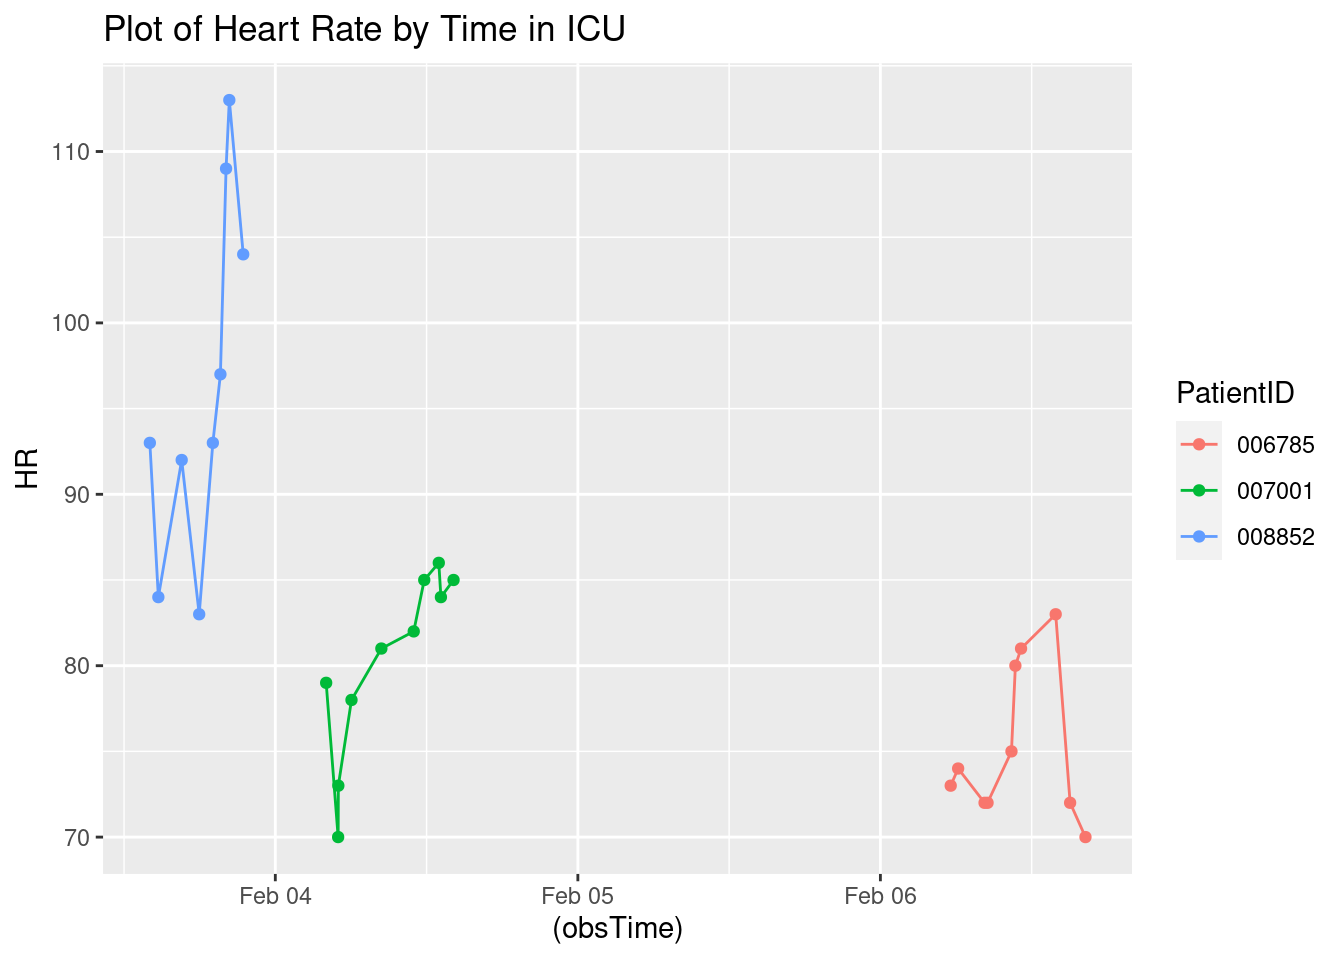 Plot of Heart Rate by Time in ICU
110
100
90
80
70
HR
Feb 04
Feb 05
Feb 06
(obsTime)
PatientID
006785
007001
008852